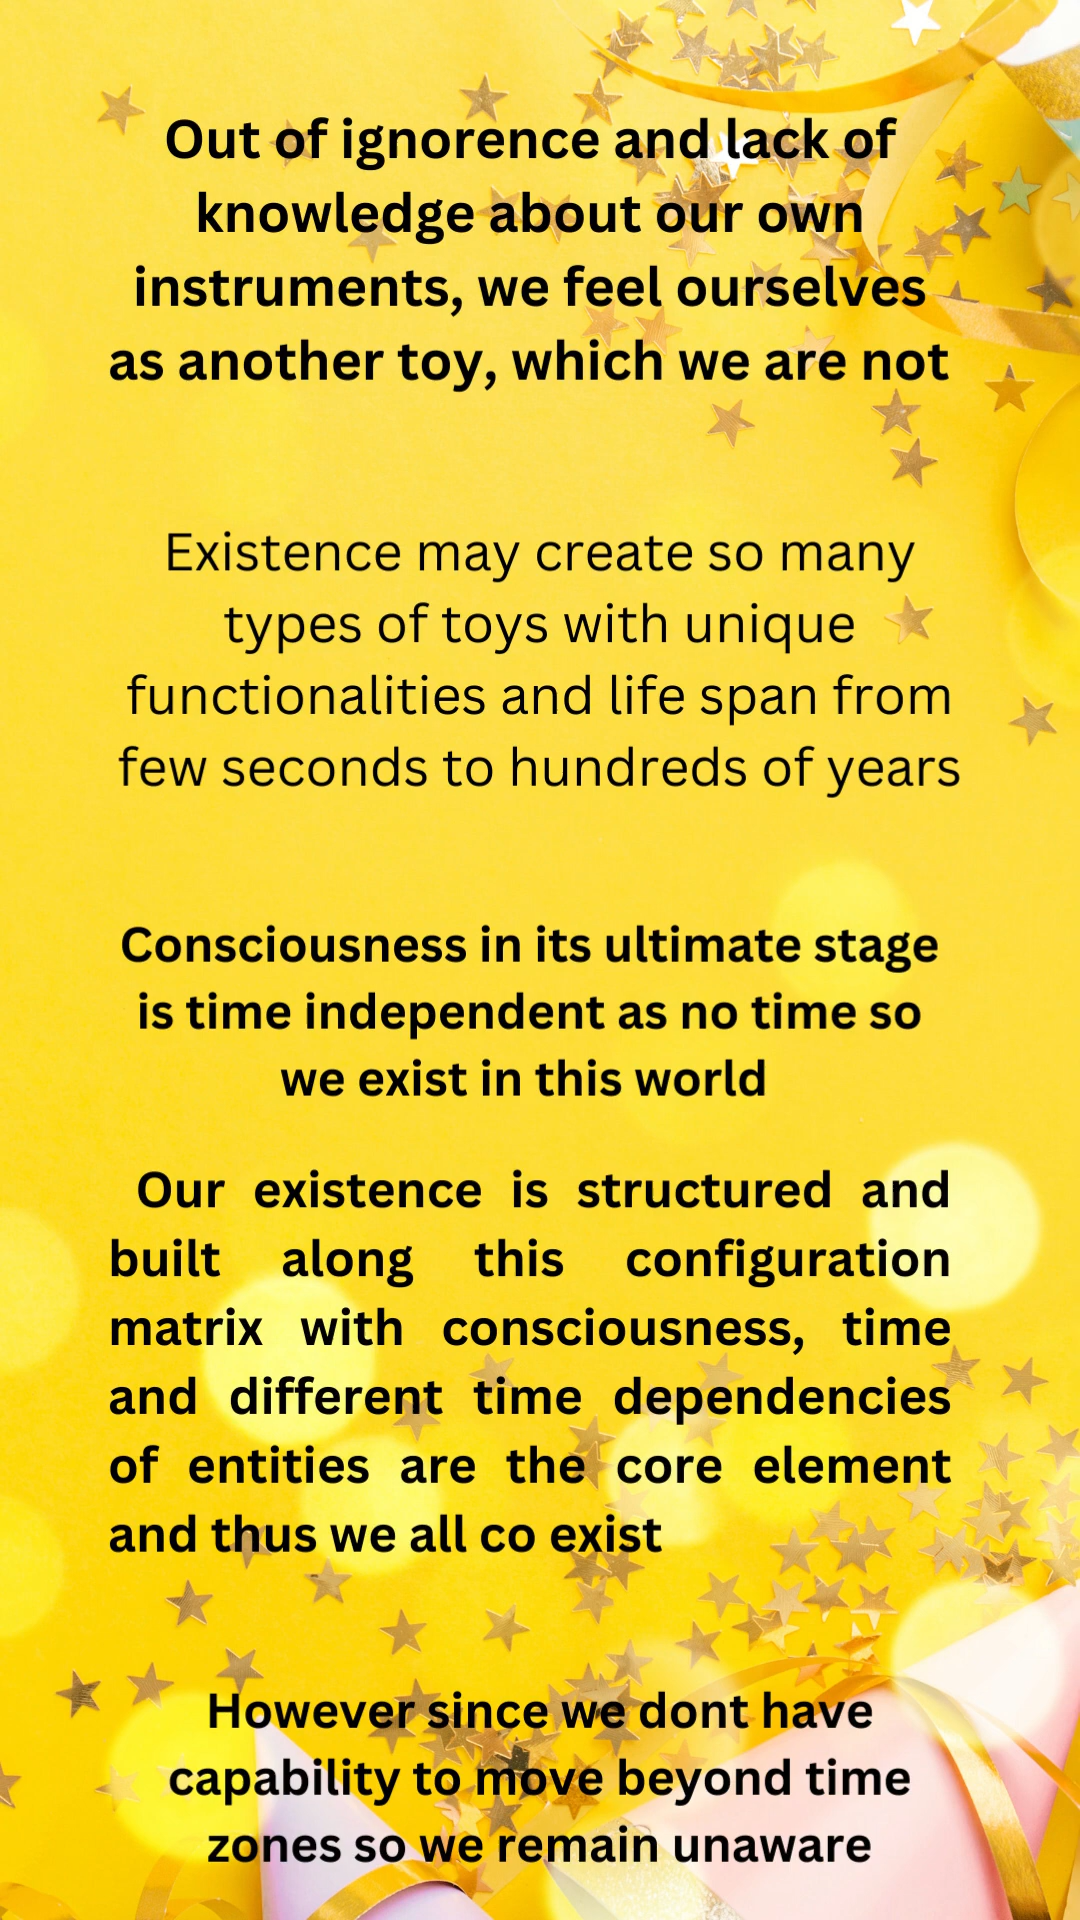 Out of ignorence and lack of
knowledge about our own
instruments, we feel ourselves
as another toy, which we are not
Existence may create so many
types of toys with unique
functionalities and life span from
few seconds to hundreds of years
Consciousness in its ultimate stage
is time independent as no time so
we exist in this world
Our existence is structured and
built along this configuration
matrix with consciousness, time
and different time dependencies
of entities are the core element
and thus we all co exist
However since we dont have
capability to move beyond time
zones so we remain unaware